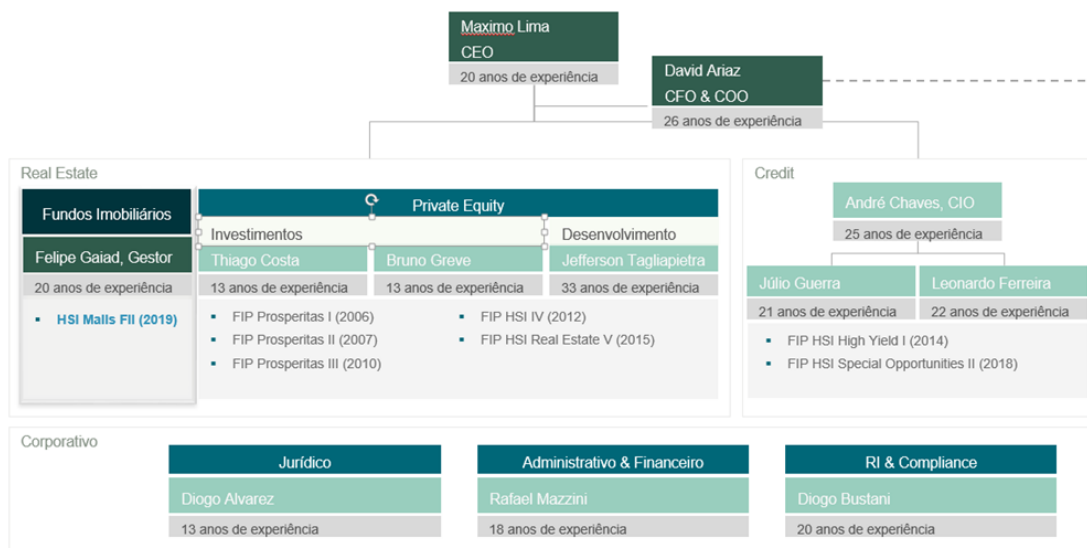 Maximo Lima
CEO
20 anos de experiência
David Ariaz
CFO & COO
26 anos de experiência
Real Estate
Fundos Imobiliários
Felipe Gaiad, Gestor
20 anos de experiência
HSI Malls FII (2019)
Private Equity
Investimentos
Desenvolvimento
Thiago Costa
Bruno Greve
Jefferson Tagliapietra
13 anos de experiência
13 anos de experiência
33 anos de experiência
FIP Prosperitas I (2006)
FIP Prosperitas II (2007)
FIP Prosperitas III (2010)
FIP HSI IV (2012)
FIP HSI Real Estate V (2015)
Credit
André Chaves, CIO
25 anos de experiência
Júlio Guerra
Leonardo Ferreira
21 anos de experiência
22 anos de experiência
FIP HSI High Yield I (2014)
FIP HSI Special Opportunities II (2018)
Corporativo
Jurídico
Diogo Alvarez
13 anos de experiência
Administrativo & Financeiro
Rafael Mazzini
18 anos de experiência
RI & Compliance
Diogo Bustani
20 anos de experiência